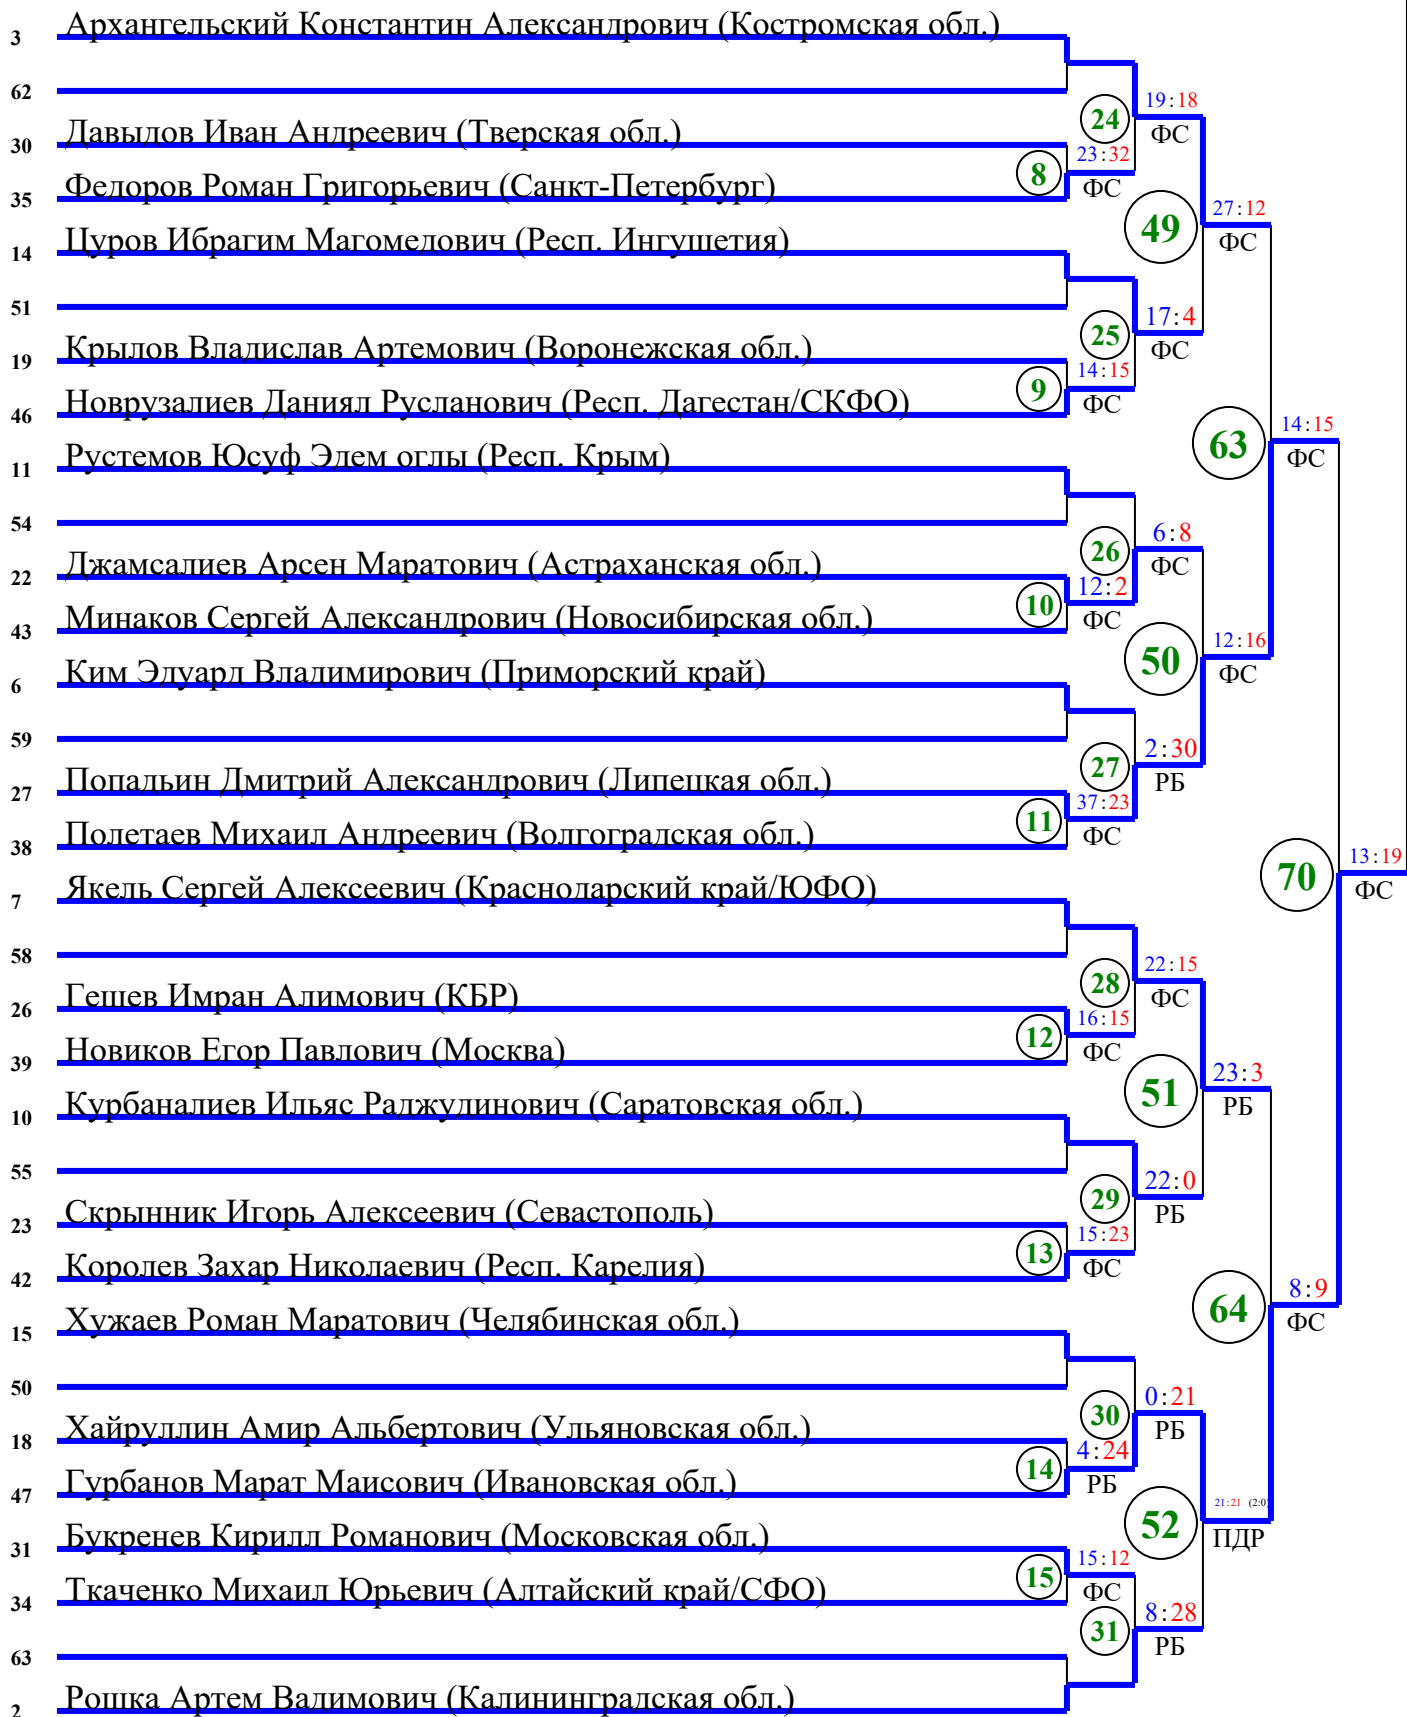 3 Архангельский Константин Александрович (Костромская обл.)
62
24 19:18 ФС
30 Давыдов Иван Андреевич (Тверская обл.)
8 23:32 ФС
35 Федоров Роман Григорьевич (Санкт-Петербург)
49 27:12 ФС
14 Цуров Ибрагим Магомедович (Респ. Ингушетия)
51
25 17:4 ФС
19 Крылов Владислав Артемович (Воронежская обл.)
9 14:15 ФС
46 Новрузалиев Даниял Русланович (Респ. Дагестан/СКФО)
63 14:15 ФС
11 Рустемов Юсуф Эдем оглы (Респ. Крым)
54
26 6:8 ФС
22 Джамсалиев Арсен Маратович (Астраханская обл.)
10 12:2 ФС
43 Минаков Сергей Александрович (Новосибирская обл.)
50 12:16 ФС
6 Ким Эдуард Владимирович (Приморский край)
59
27 2:30 РБ
27 Попадьин Дмитрий Александрович (Липецкая обл.)
11 37:23 ФС
38 Полетаев Михаил Андреевич (Волгоградская обл.)
70 13:19 ФС
7 Якель Сергей Алексеевич (Краснодарский край/ЮФО)
58
28 22:15 ФС
26 Гешев Имран Алимович (КБР)
12 16:15 ФС
39 Новиков Егор Павлович (Москва)
51 23:3 РБ
10 Курбаналиев Ильяс Раджудинович (Саратовская обл.)
55
29 22:0 РБ
23 Скрынник Игорь Алексеевич (Севастополь)
13 15:23 ФС
42 Королев Захар Николаевич (Респ. Карелия)
64 8:9 ФС
15 Хужаев Роман Маратович (Челябинская обл.)
50
30 0:21 РБ
18 Хайруллин Амир Альбертович (Ульяновская обл.)
14 4:24 РБ
47 Гурбанов Марат Маисович (Ивановская обл.)
52 21:21 (2:0) ПДР
31 Букренев Кирилл Романович (Московская обл.)
15 15:12 ФС
34 Ткаченко Михаил Юрьевич (Алтайский край/СФО)
31 8:28 РБ
63
2 Рошка Артем Вадимович (Калининградская обл.)